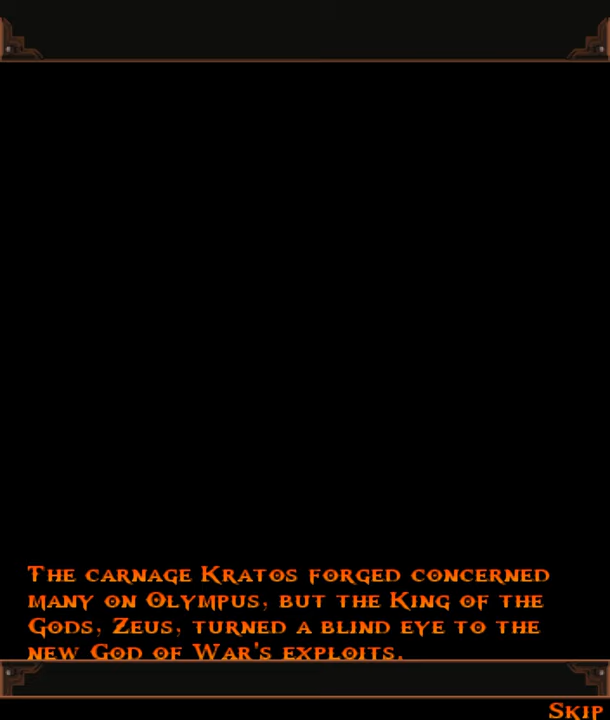 The carnage Kratos forged concerned
many on Olympus, but the King of the
Gods, Zeus, turned a blind eye to the
new God of War's exploits.
Skip